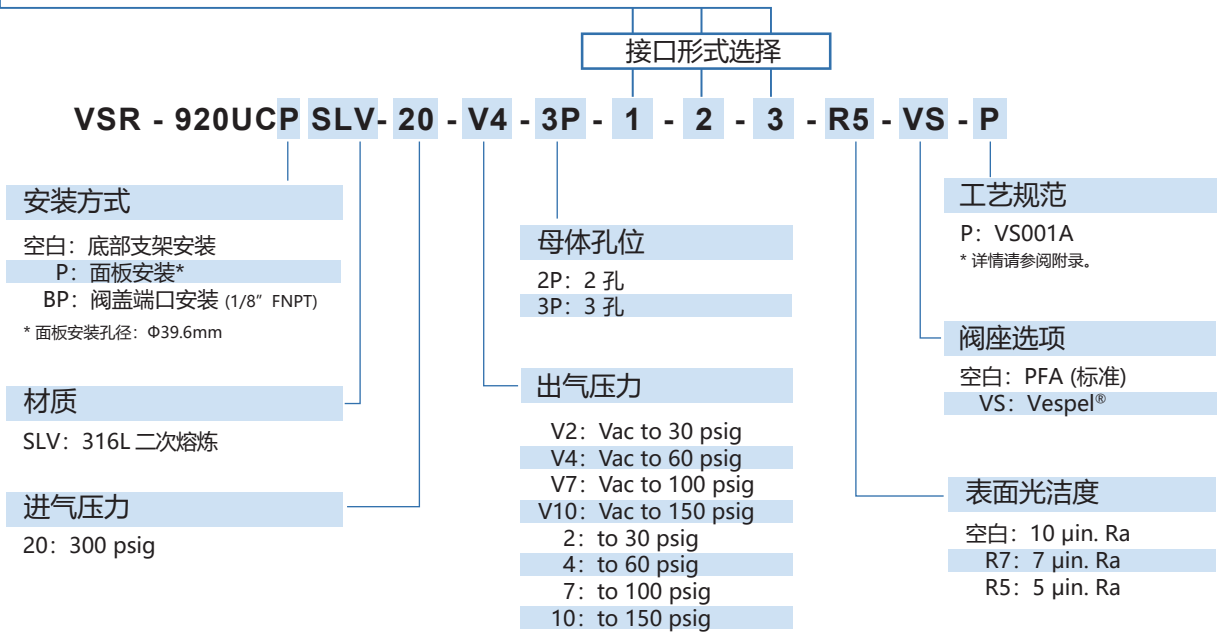 接口形式选择
VSR - 920UCP SLV- 20 - V4 - 3P - 1 - 2 - 3 - R5 - VS - P
安装方式
空白：底部支架安装
P：面板安装*
BP：阀盖端口安装 (1/8" FNPT)
* 面板安装孔径：Φ39.6mm
材质
SLV：316L 二次熔炼
进气压力
20：300 psig
母体孔位
2P：2 孔
3P：3 孔
出气压力
V2：Vac to 30 psig
V4：Vac to 60 psig
V7：Vac to 100 psig
V10：Vac to 150 psig
2：to 30 psig
4：to 60 psig
7：to 100 psig
10：to 150 psig
工艺规范
P：VS001A
* 详情请参阅附录。
阀座选项
空白：PFA (标准)
VS：Vespel®
表面光洁度
空白：10 μin. Ra
R7：7 μin. Ra
R5：5 μin. Ra